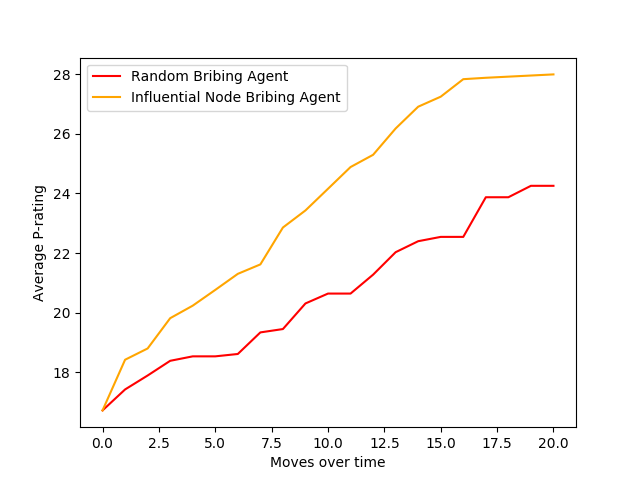 Random Bribing Agent
Influential Node Bribing Agent
28
26
24
22
20
18
Average P-rating
0.0 2.5 5.0 7.5 10.0 12.5 15.0 17.5 20.0
Moves over time